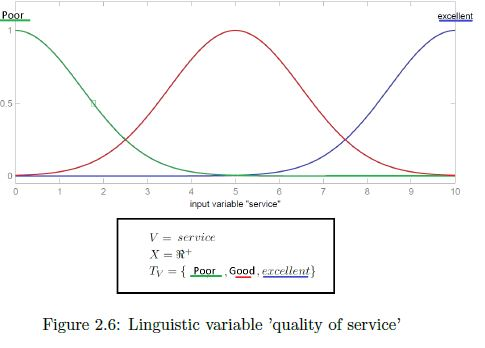 Poor
excellent
1
0.5
0
0 1 2 3 4 5 6 7 8 9 10
input variable "service"
V = service
X = ℜ+
TV = { Poor , Good , excellent }
Figure 2.6: Linguistic variable 'quality of service'